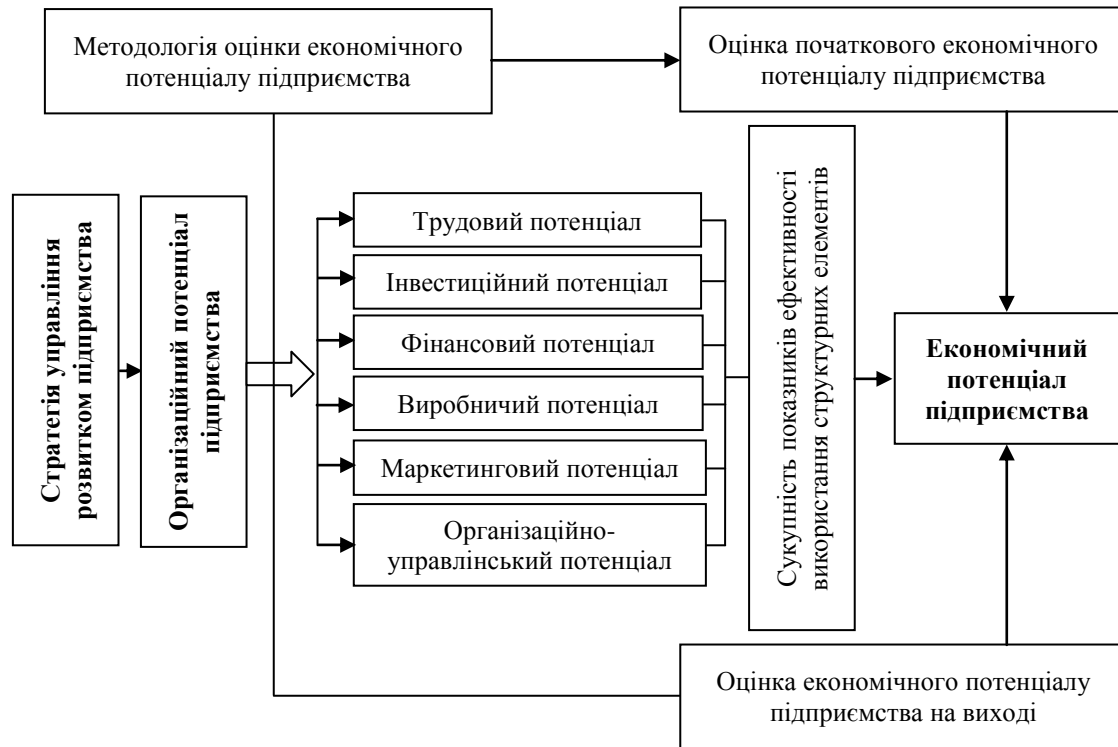 Методологія оцінки економічного
потенціалу підприємства
Оцінка початкового економічного
потенціалу підприємства
Стратегія управління
розвитком підприємства
Організаційний потенціал
підприємства
Трудовий потенціал
Інвестиційний потенціал
Фінансовий потенціал
Виробничий потенціал
Маркетинговий потенціал
Організаційно-
управлінський потенціал
Сукупність показників ефективності
використання структурних елементів
Економічний
потенціал
підприємства
Оцінка економічного потенціалу
підприємства на виході